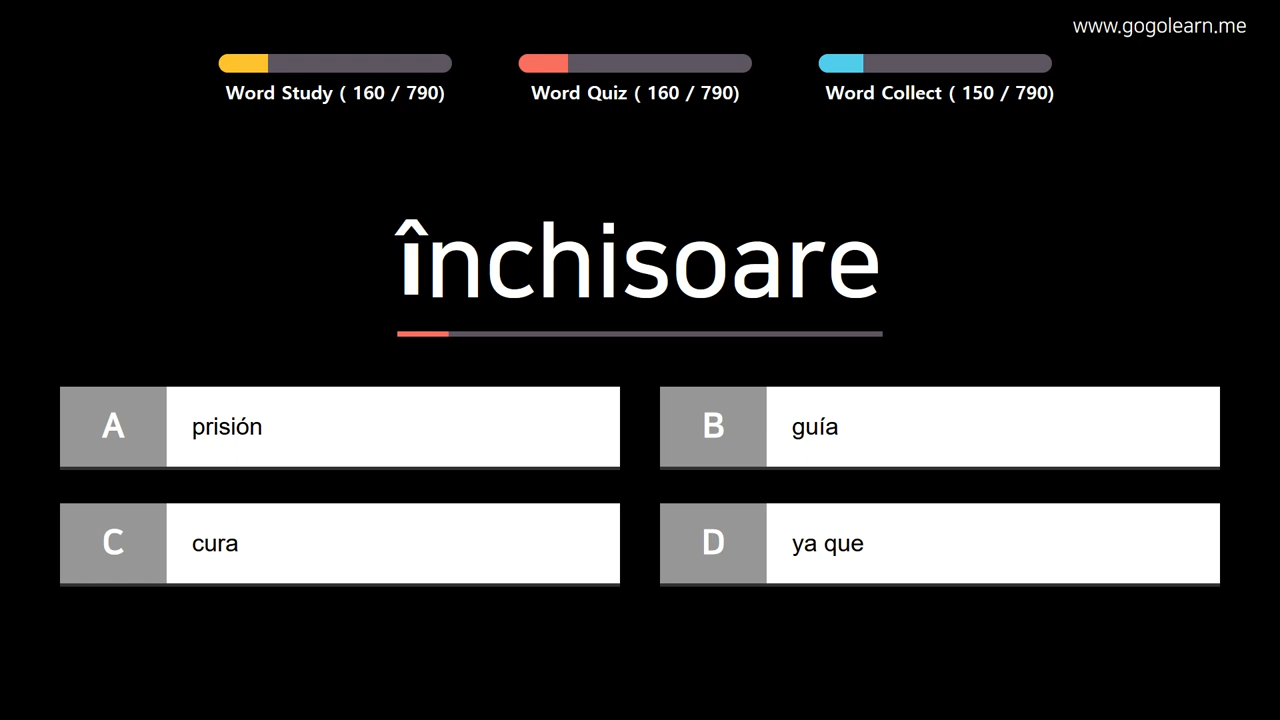 www.gogolearn.me
Word Study ( 160 / 790)
Word Quiz ( 160 / 790)
Word Collect ( 150 / 790)
închisoare
A prisión
B guía
C cura
D ya que